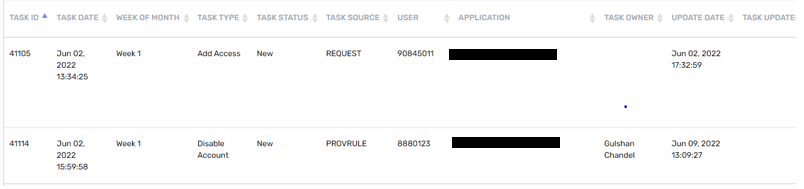 TASK ID TASK DATE WEEK OF MONTH TASK TYPE TASK STATUS TASK SOURCE USER APPLICATION TASK OWNER UPDATE DATE TASK UPDATE
41105 Jun 02, Week 1 Add Access New REQUEST 90845011 Jun 02, 2022
2022 17:32:59
13:34:25
41114 Jun 02, Week 1 Disable New PROVRULE 8880123 Gulshan Jun 09, 2022
2022 Account Chandel 13:09:27
15:59:58